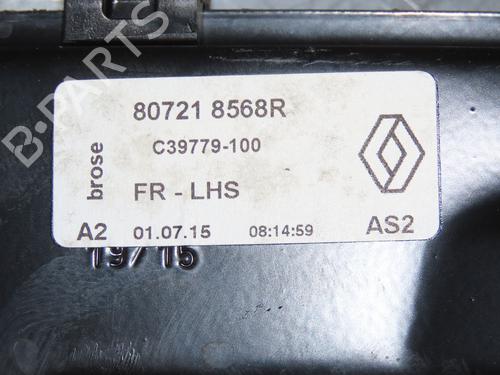 80721 8568R
C39779-100
brose
FR - LHS
A2 01.07.15 08:14:59 AS2
19/15
B-PARTS